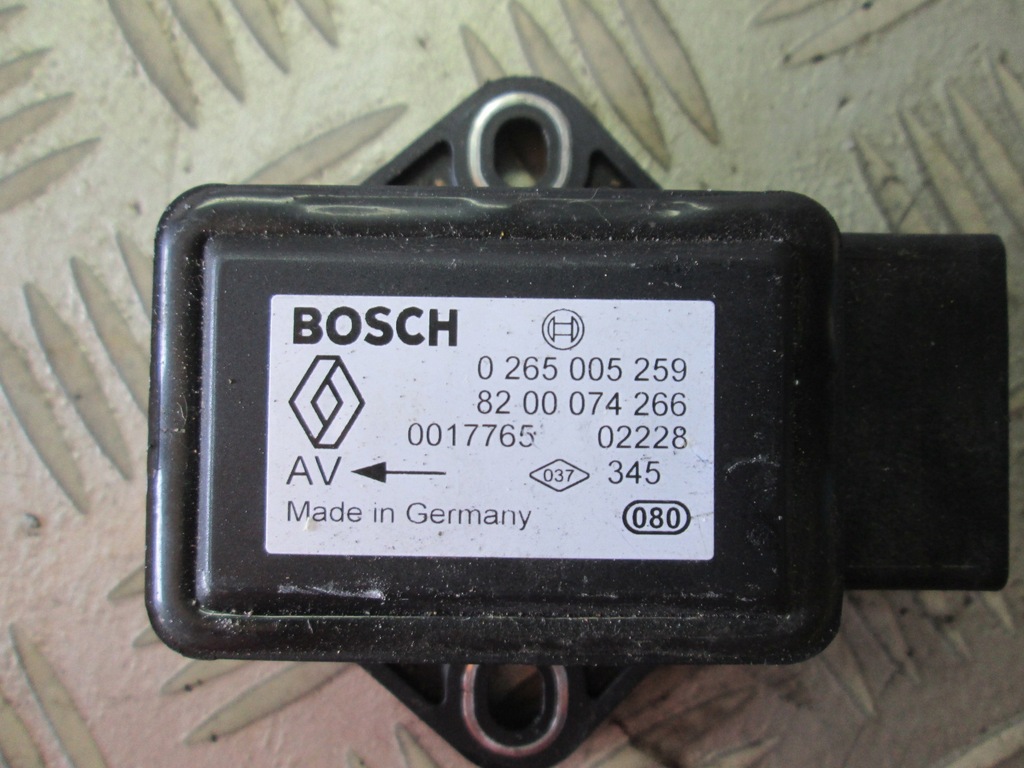 BOSCH
0 265 005 259
82 00 074 266
0017765 02228
AV 037 345
Made in Germany 080